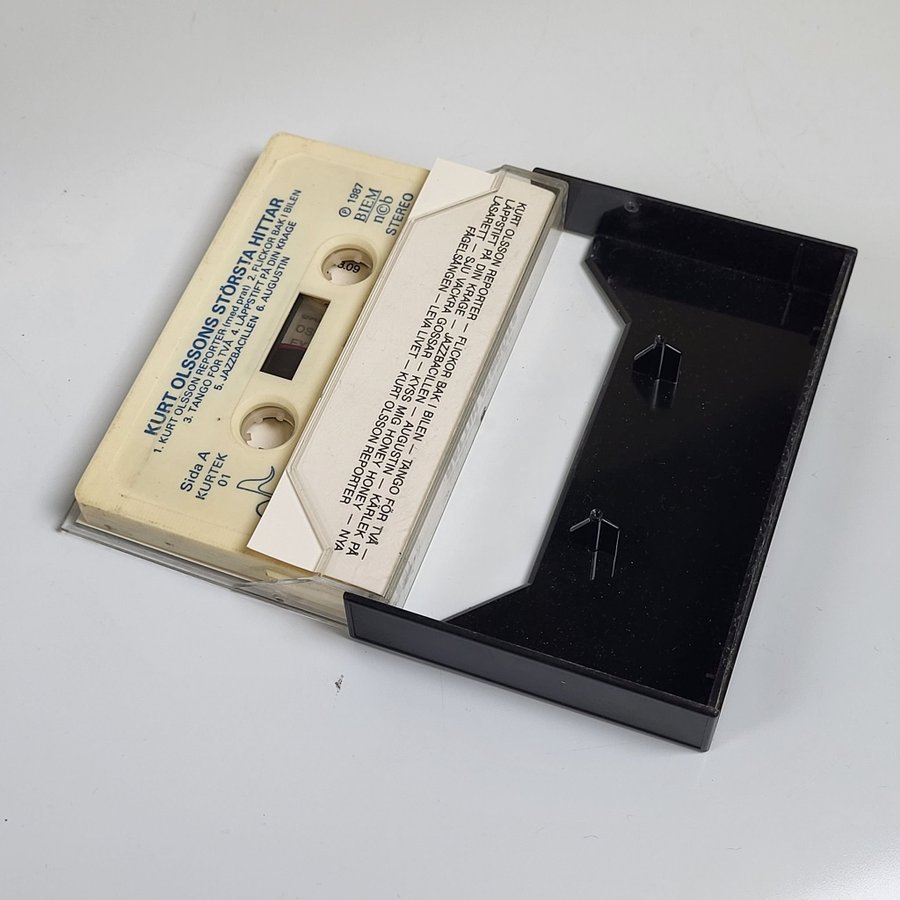 KURT OLSSONS STÖRSTA HITTAR
1. KURT OLSSON REPORTER (med prat) 2. FLICKOR BAK I BILEN
3. TANGO FÖR TVÅ 4. LÄPPSTIFT PÅ DIN KRAGE
5. JAZZBACILLEN 6. AUGUSTIN
Sida A
KURTEK
01
℗ 1987
BIEM
n©b
STEREO
KURT OLSSON REPORTER – FLICKOR BAK I BILEN – TANGO FÖR TVÅ –
LÄPPSTIFT PÅ DIN KRAGE – JAZZBACILLEN – AUGUSTIN – KÄRLEK PÅ
LASARETT – SJU VACKRA GOSSAR – KYSS MIG HONEY HONEY –
FÅGELSÅNGEN – LEVA LIVET – KURT OLSSON REPORTER – NYA